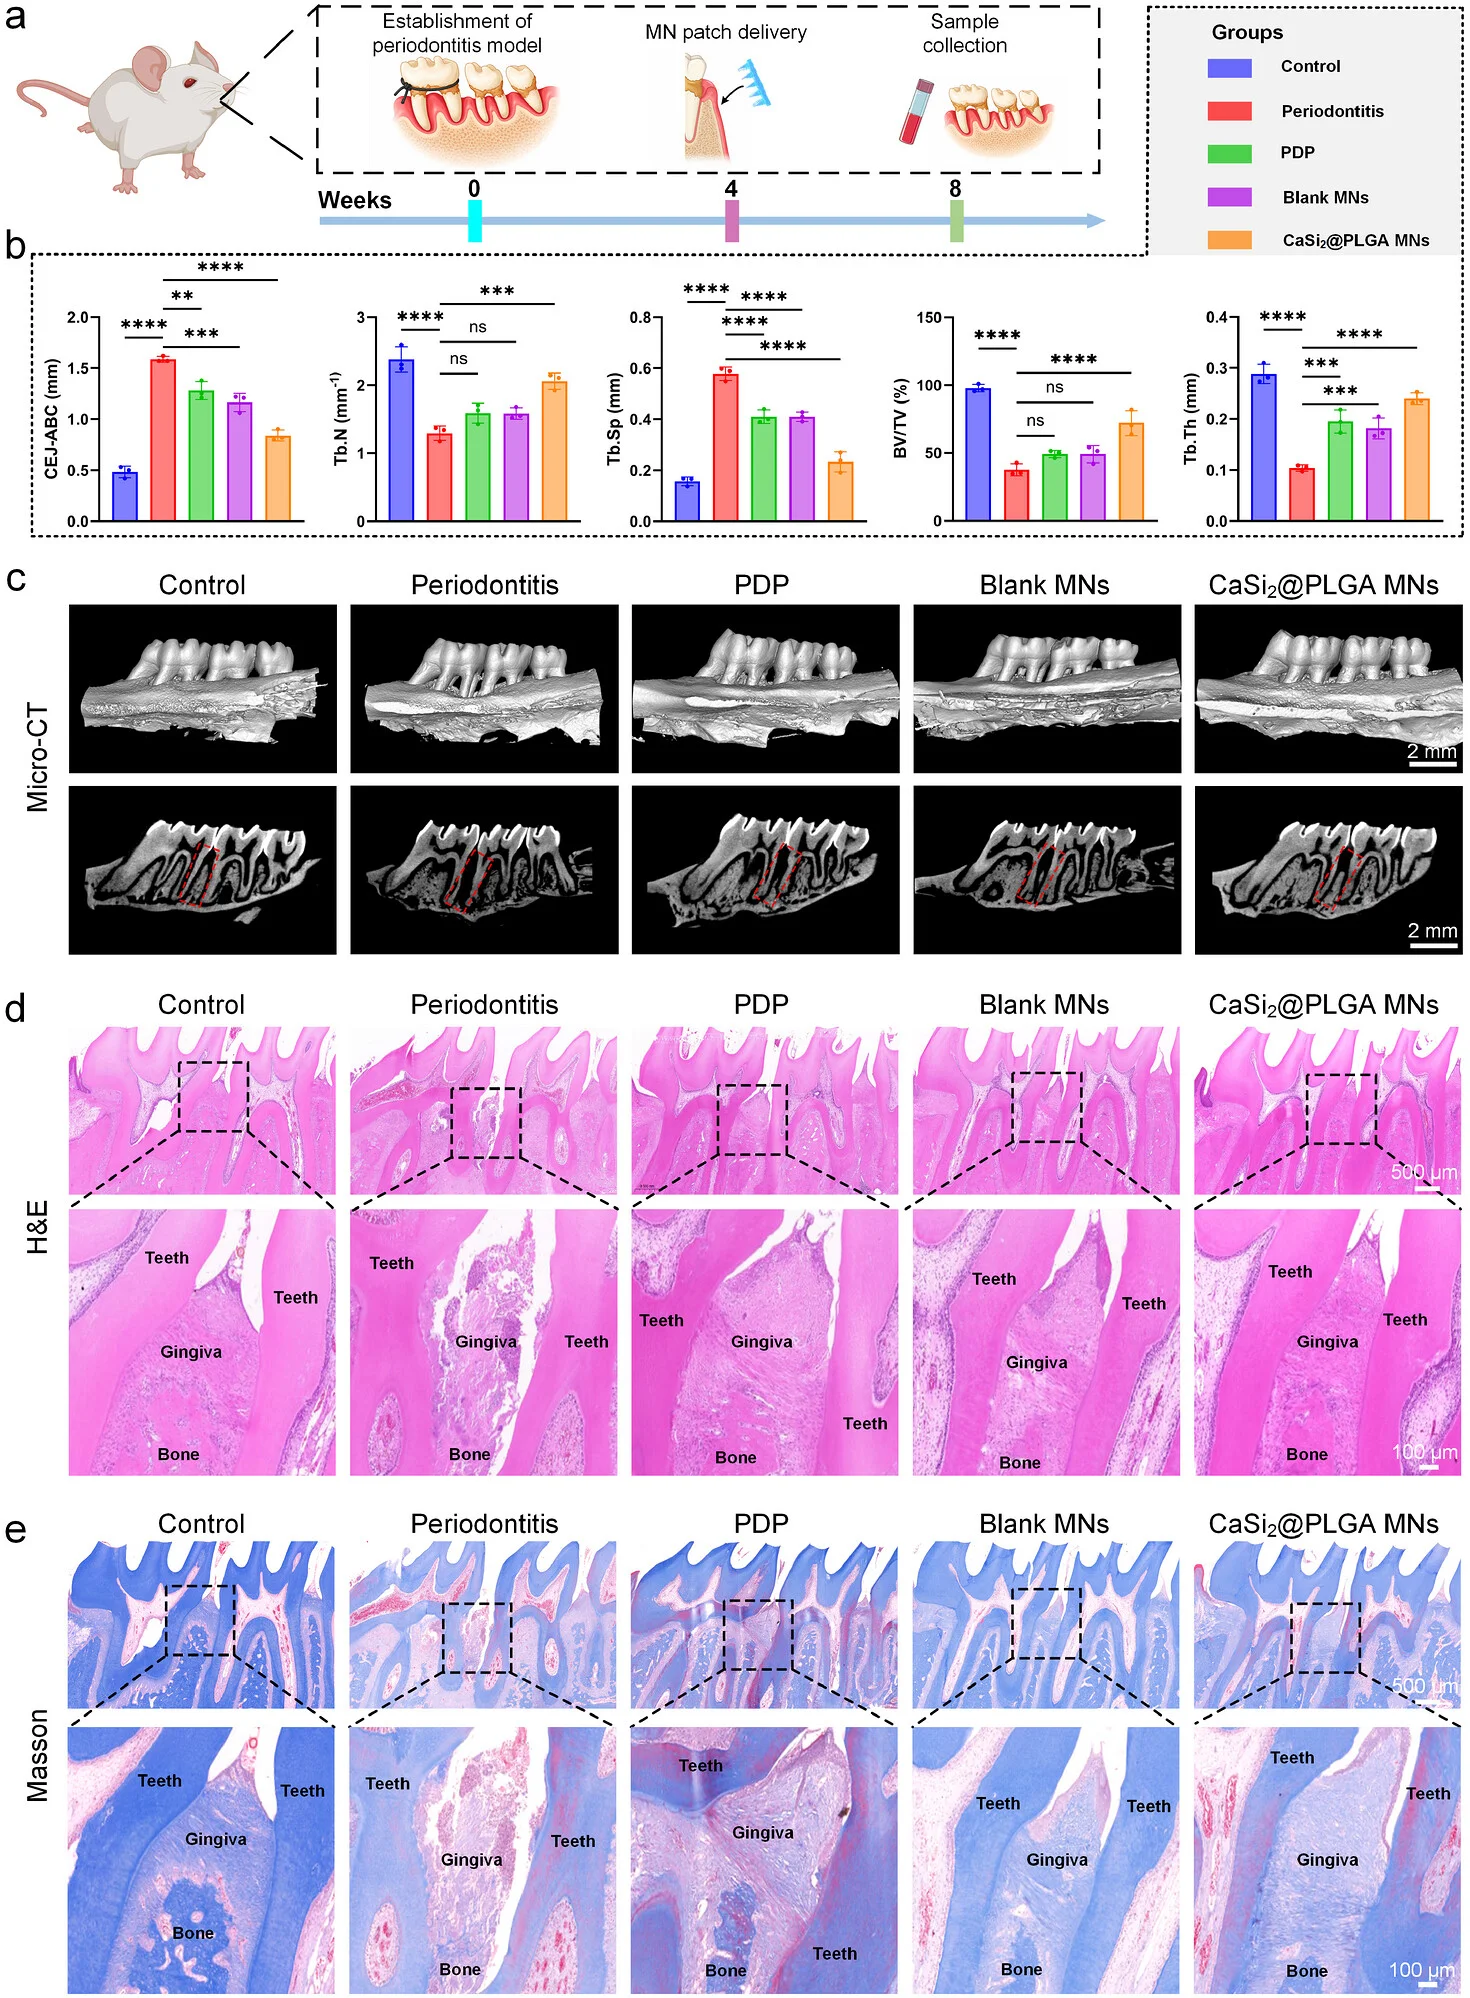 a
Establishment of
periodontitis model
MN patch delivery
Sample
collection
Weeks
0
4
8
Groups
Control
Periodontitis
PDP
Blank MNs
CaSi₂@PLGA MNs
b
CEJ-ABC (mm)
2.0
1.5
1.0
0.5
0.0
****
**
****
***
Tb.N (mm⁻¹)
3
2
1
0
***
****
ns
ns
Tb.Sp (mm)
0.8
0.6
0.4
0.2
0.0
****
****
****
****
BV/TV (%)
150
100
50
0
****
****
ns
ns
Tb.Th (mm)
0.4
0.3
0.2
0.1
0.0
****
****
***
***
c
Control
Periodontitis
PDP
Blank MNs
CaSi₂@PLGA MNs
Micro-CT
2 mm
2 mm
d
Control
Periodontitis
PDP
Blank MNs
CaSi₂@PLGA MNs
H&E
500 μm
Teeth
Teeth
Gingiva
Bone
Teeth
Gingiva
Teeth
Bone
Teeth
Gingiva
Teeth
Bone
Teeth
Teeth
Gingiva
Bone
Teeth
Teeth
Gingiva
Bone
100 μm
e
Control
Periodontitis
PDP
Blank MNs
CaSi₂@PLGA MNs
Masson
500 μm
Teeth
Teeth
Gingiva
Bone
Teeth
Teeth
Gingiva
Bone
Teeth
Gingiva
Teeth
Bone
Teeth
Teeth
Gingiva
Bone
Teeth
Teeth
Gingiva
Bone
100 μm